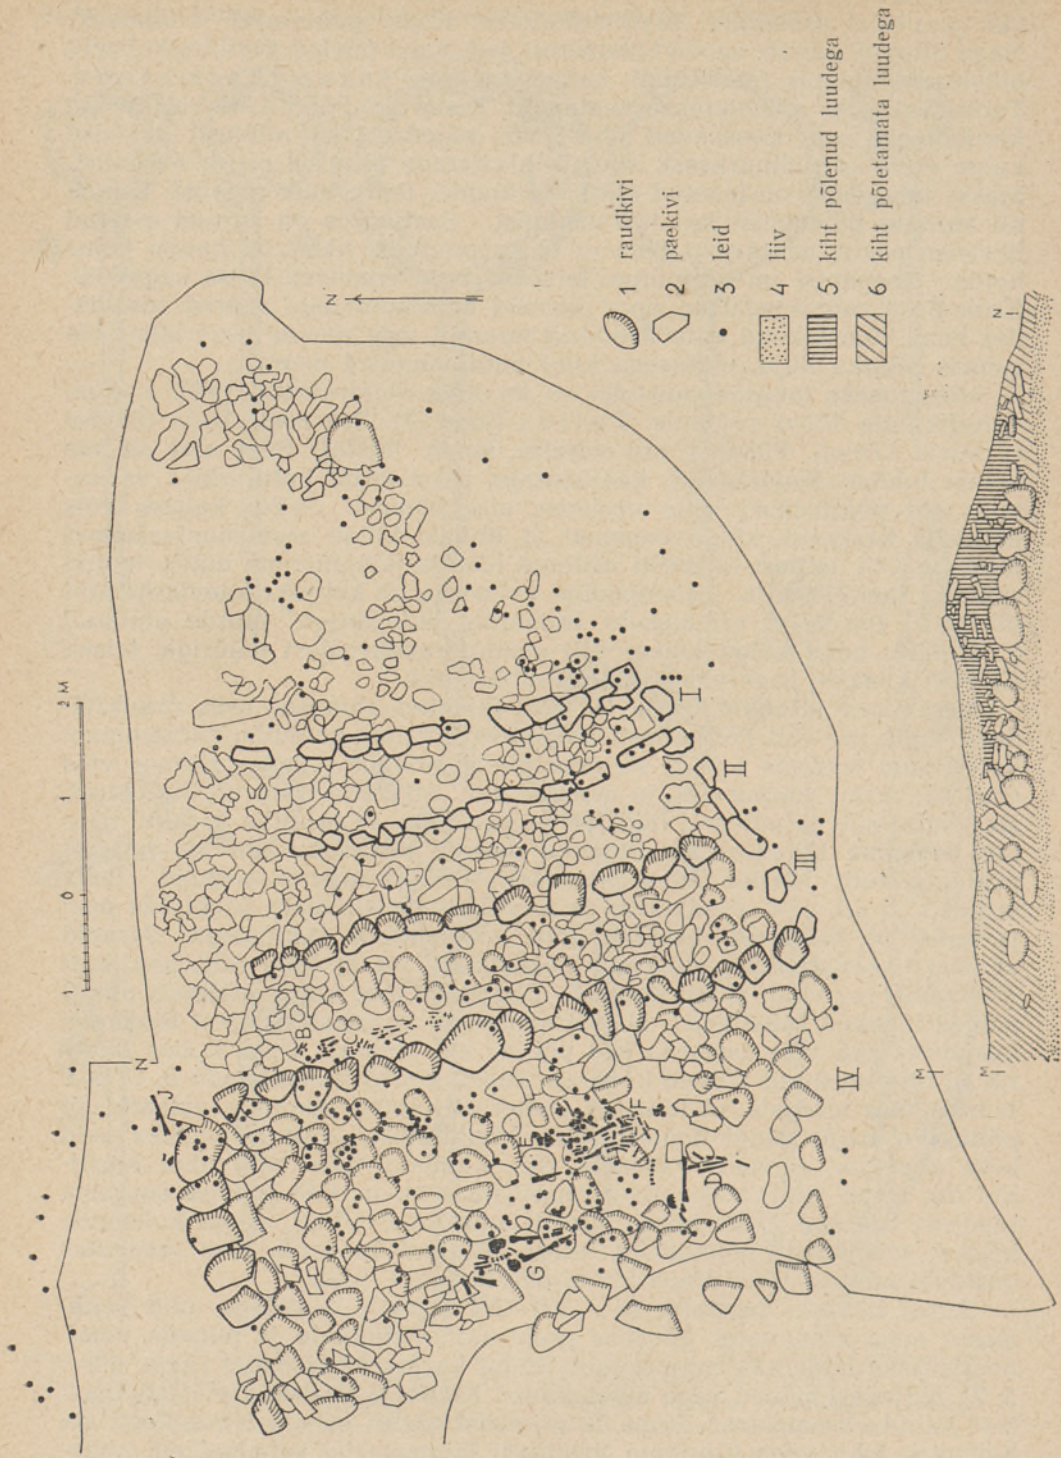 1 0 1 2 M
N
N
B
E
F
G
I
II
III
IV
M
1 raudkivi
2 paekivi
3 leid
4 liiv
5 kiht põlenud luudega
6 kiht põletamata luudega
M
N